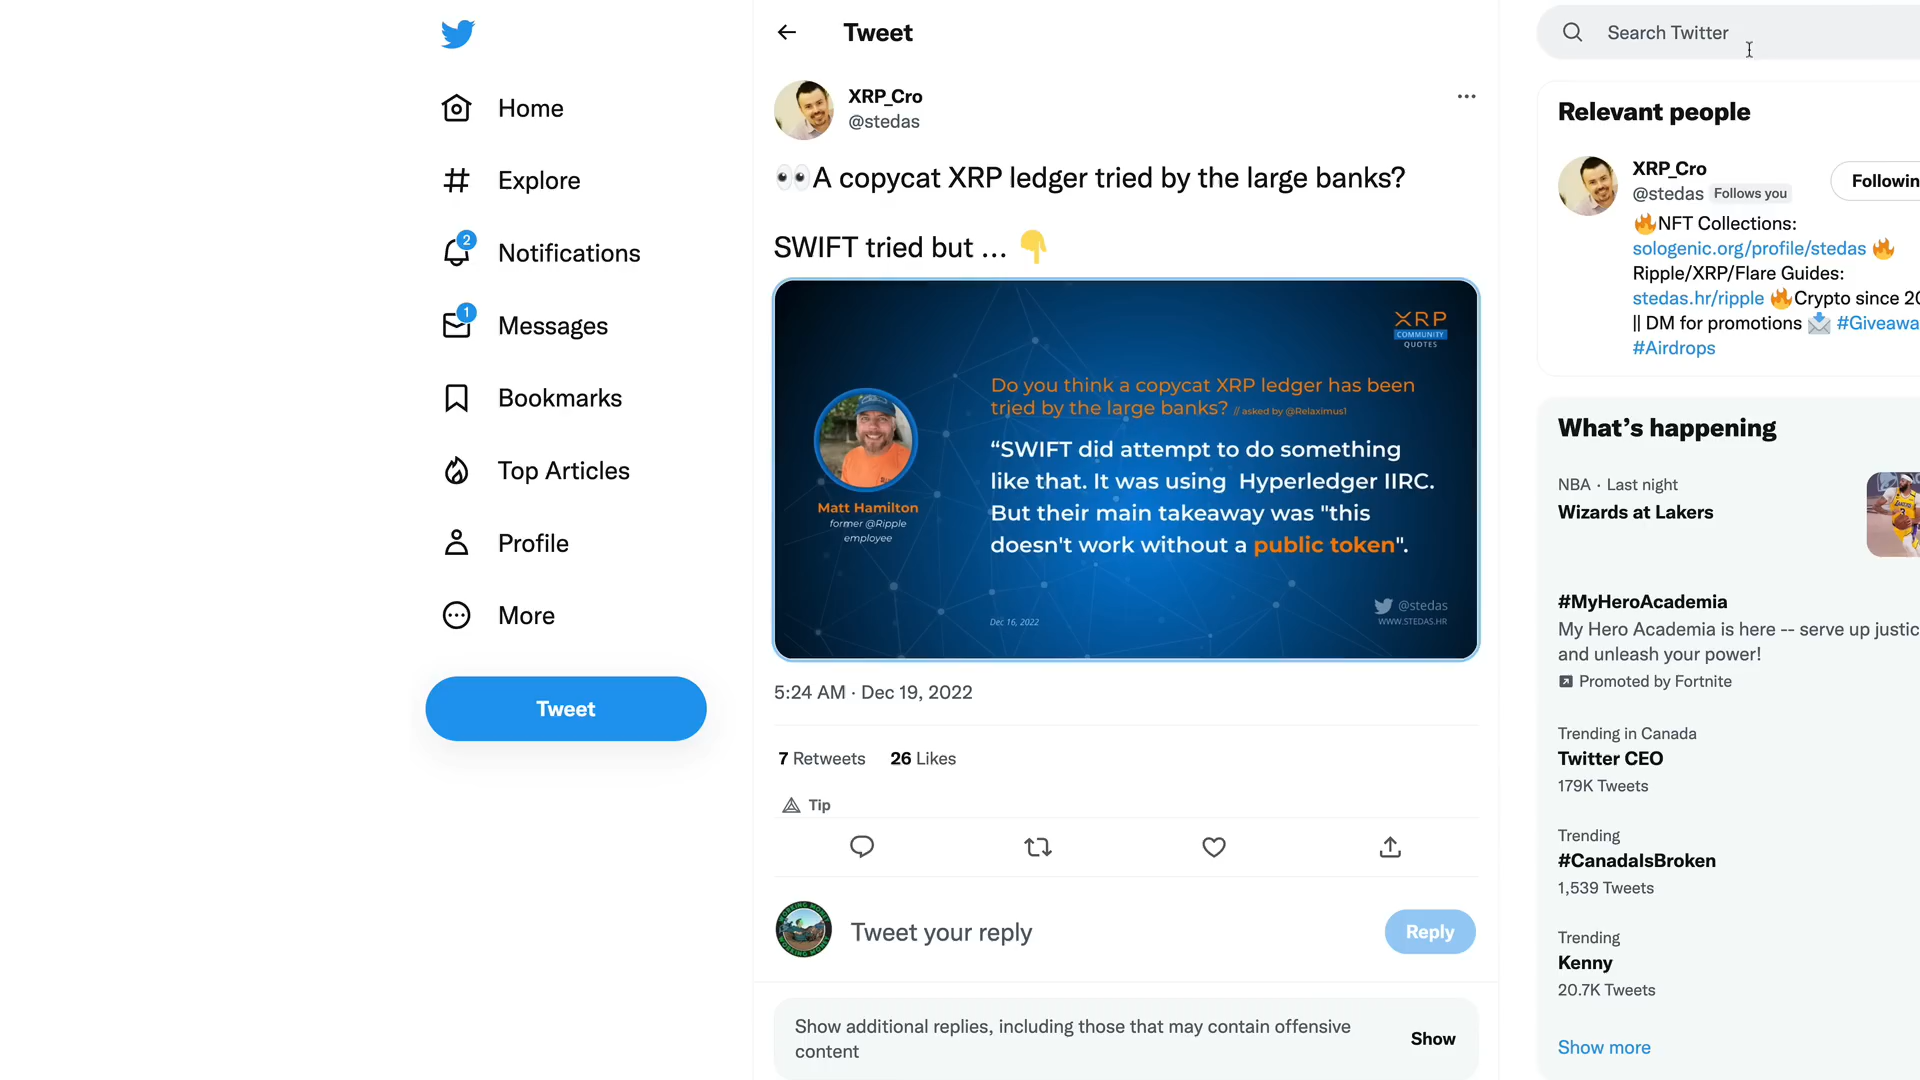 Home
Explore
2
Notifications
1
Messages
Bookmarks
Top Articles
Profile
More
Tweet
Tweet
XRP_Cro
@stedas
👀A copycat XRP ledger tried by the large banks?
SWIFT tried but ... 👇
XRP
COMMUNITY
QUOTES
Do you think a copycat XRP ledger has been
tried by the large banks? // asked by @Relaximus1
“SWIFT did attempt to do something
like that. It was using Hyperledger IIRC.
But their main takeaway was "this
doesn't work without a public token".
Matt Hamilton
former @Ripple
employee
Dec 16, 2022
@stedas
WWW.STEDAS.HR
5:24 AM · Dec 19, 2022
7 Retweets 26 Likes
Tip
Tweet your reply
Reply
Show additional replies, including those that may contain offensive
content
Show
Search Twitter
Relevant people
XRP_Cro
@stedas Follows you
Followin
🔥NFT Collections:
sologenic.org/profile/stedas 🔥
Ripple/XRP/Flare Guides:
stedas.hr/ripple 🔥Crypto since 20
|| DM for promotions 📩 #Giveawa
#Airdrops
What’s happening
NBA · Last night
Wizards at Lakers
#MyHeroAcademia
My Hero Academia is here -- serve up justic
and unleash your power!
Promoted by Fortnite
Trending in Canada
Twitter CEO
179K Tweets
Trending
#CanadaIsBroken
1,539 Tweets
Trending
Kenny
20.7K Tweets
Show more